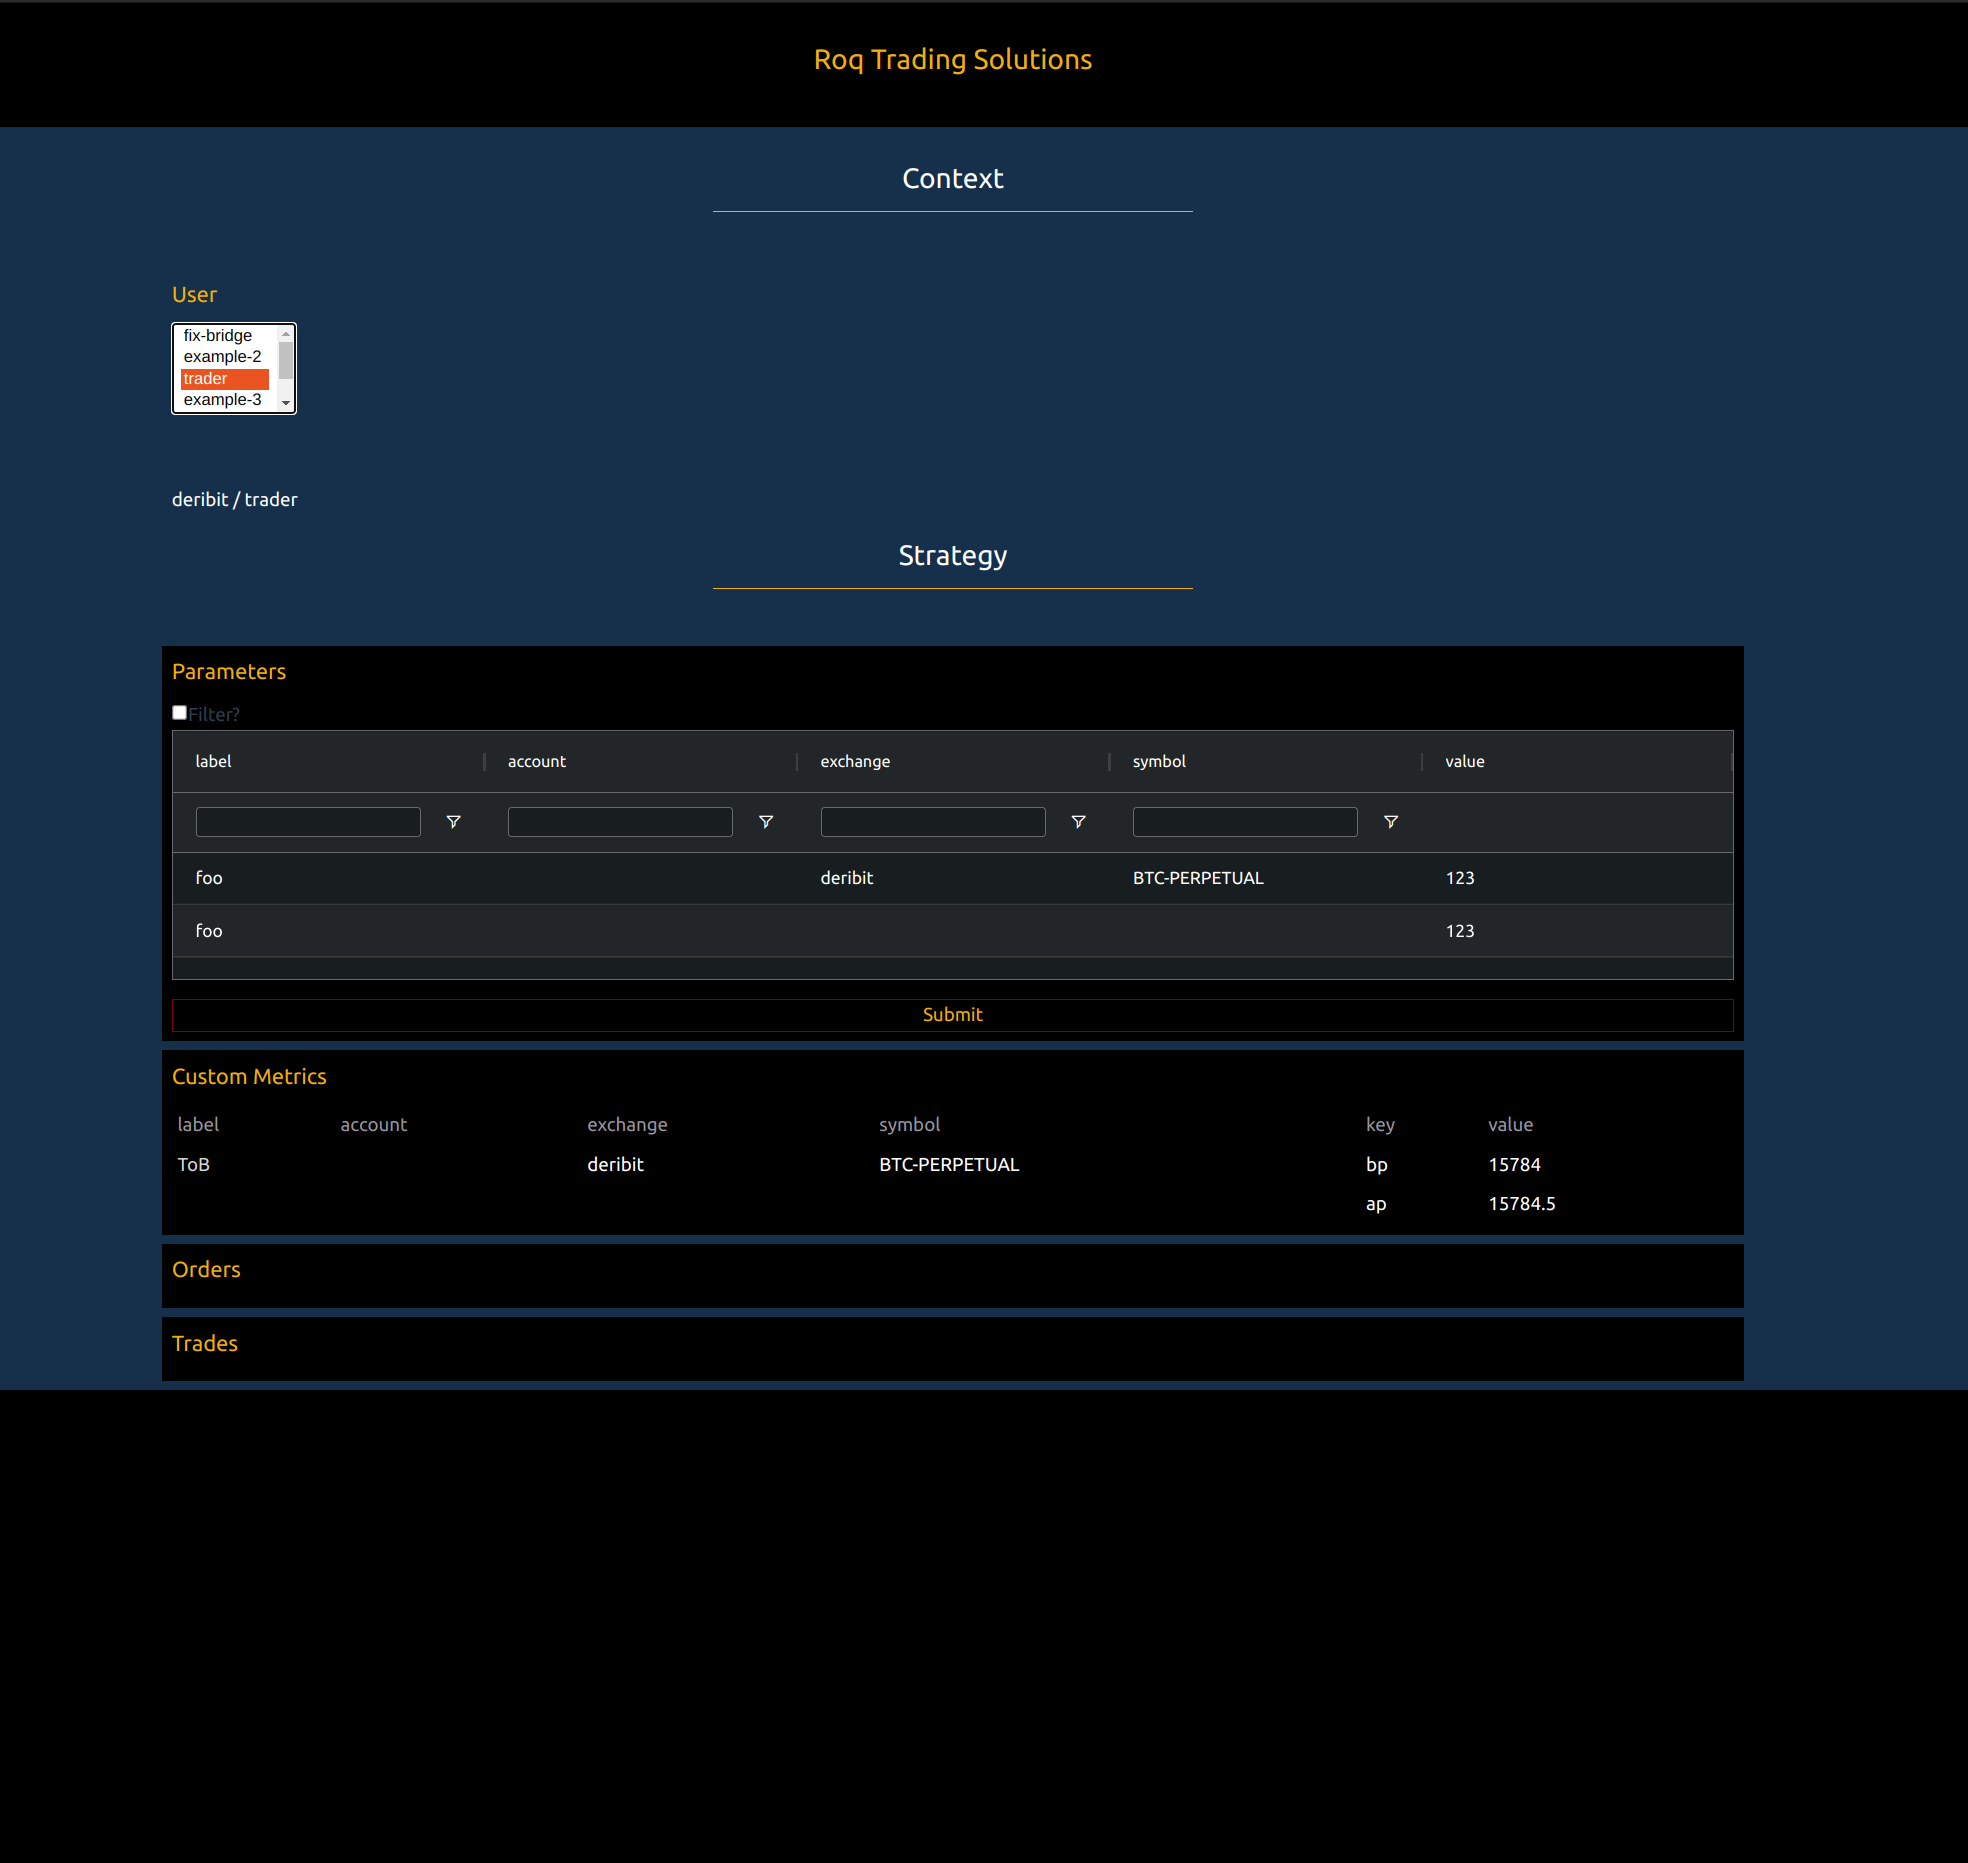 Roq Trading Solutions
Context
User
fix-bridge
example-2
trader
example-3
deribit / trader
Strategy
Parameters
Filter?
label account exchange symbol value
foo deribit BTC-PERPETUAL 123
foo 123
Submit
Custom Metrics
label account exchange symbol key value
ToB deribit BTC-PERPETUAL bp 15784
ap 15784.5
Orders
Trades